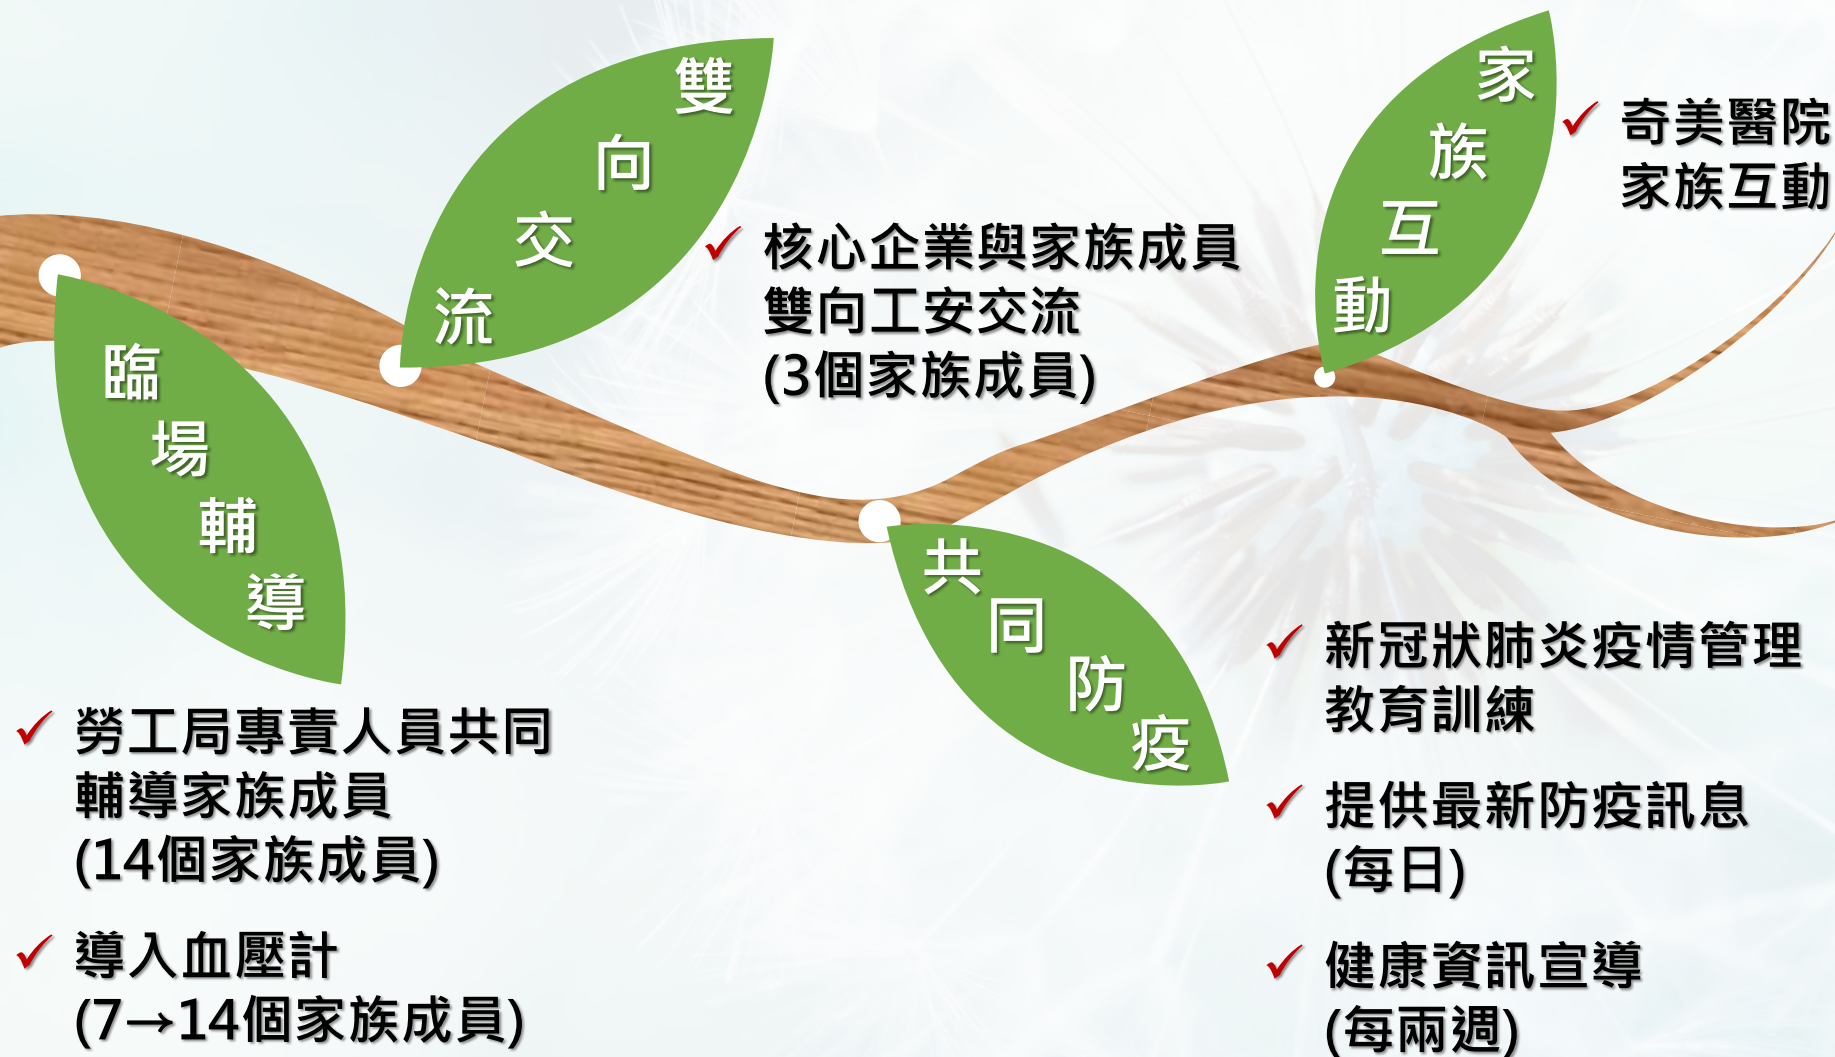 臨場輔導
勞工局專責人員共同
輔導家族成員
(14個家族成員)
導入血壓計
(7→14個家族成員)
雙向交流
核心企業與家族成員
雙向工安交流
(3個家族成員)
共同防疫
新冠狀肺炎疫情管理
教育訓練
提供最新防疫訊息
(每日)
健康資訊宣導
(每兩週)
家族互動
奇美醫院
家族互動